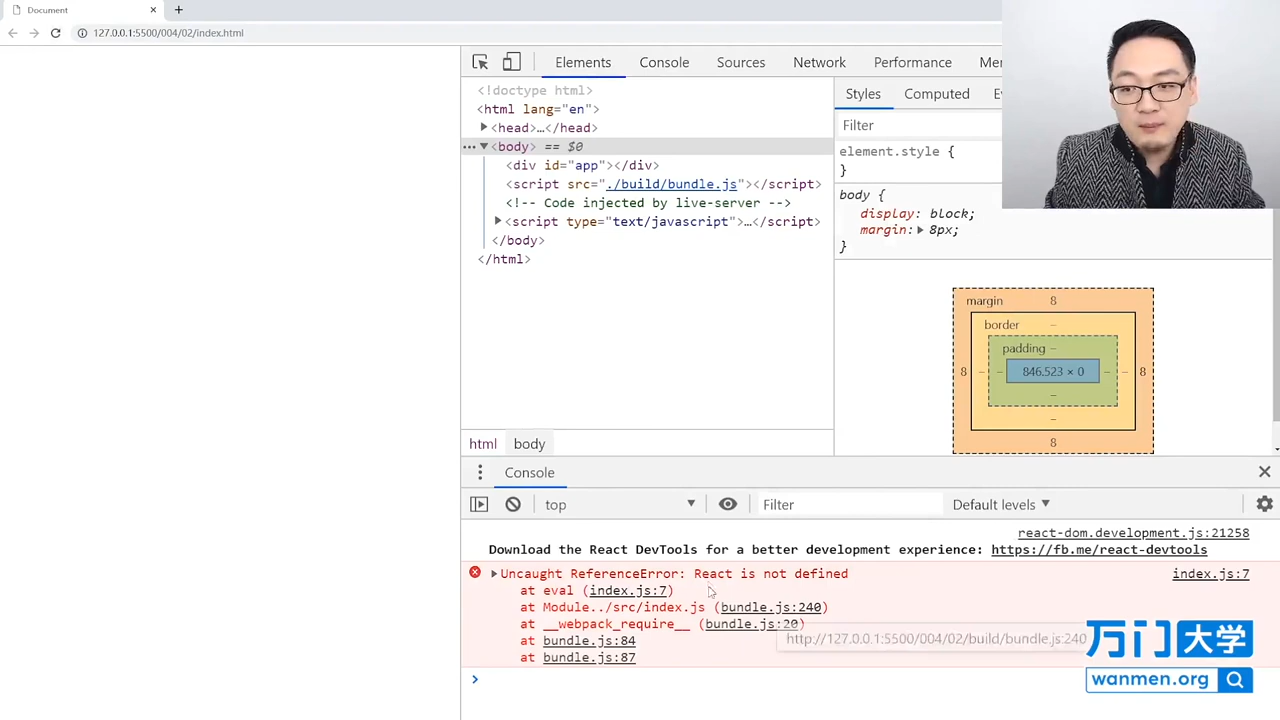 Document
127.0.0.1:5500/004/02/index.html
Elements
Console
Sources
Network
Performance
<!doctype html>
<html lang="en">
<head>…</head>
<body> == $0
<div id="app"></div>
<script src="./build/bundle.js"></script>
<!-- Code injected by live-server -->
<script type="text/javascript">…</script>
</body>
</html>
html
body
Styles
Computed
Filter
element.style {
}
body {
display: block;
margin: 8px;
}
margin 8
border –
padding –
8 – – 846.523 × 0 – – 8
–
–
8
Console
top
Filter
Default levels
react-dom.development.js:21258
Download the React DevTools for a better development experience: https://fb.me/react-devtools
Uncaught ReferenceError: React is not defined index.js:7
at eval (index.js:7)
at Module../src/index.js (bundle.js:240)
at __webpack_require__ (bundle.js:20)
at bundle.js:84
at bundle.js:87
http://127.0.0.1:5500/004/02/build/bundle.js:240
万门大学
wanmen.org